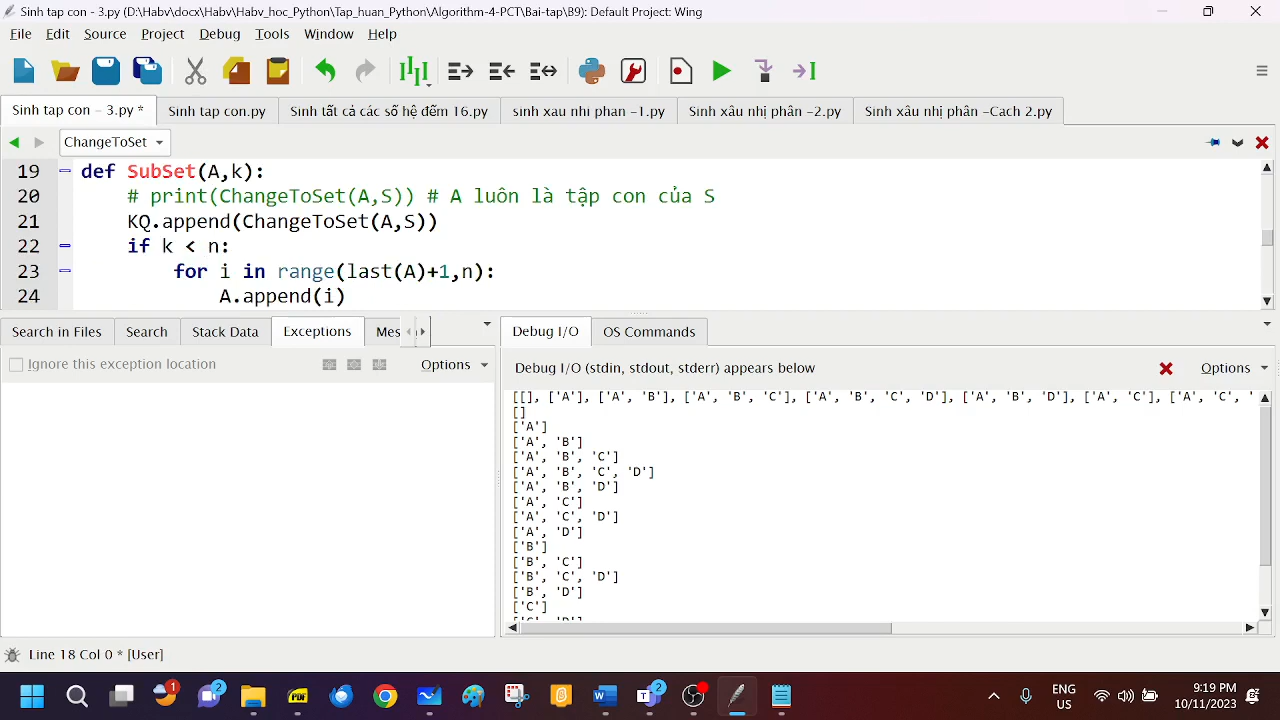 Sinh tap con - 3.py (D:\Habv\docx\Habv\Habv_hoc_Python\Tap_huan_Python\Algorithm-4-PCT\Bai-tap\B9): Default Project: Wing
File Edit Source Project Debug Tools Window Help
Sinh tap con - 3.py * Sinh tap con.py Sinh tất cả các số hệ đếm 16.py sinh xau nhi phan -1.py Sinh xâu nhị phân -2.py Sinh xâu nhị phân -Cach 2.py
ChangeToSet
19 def SubSet(A,k):
20 # print(ChangeToSet(A,S)) # A luôn là tập con của S
21 KQ.append(ChangeToSet(A,S))
22 if k < n:
23 for i in range(last(A)+1,n):
24 A.append(i)
Search in Files Search Stack Data Exceptions Mes
Ignore this exception location Options
Debug I/O OS Commands
Debug I/O (stdin, stdout, stderr) appears below Options
[[], ['A'], ['A', 'B'], ['A', 'B', 'C'], ['A', 'B', 'C', 'D'], ['A', 'B', 'D'], ['A', 'C'], ['A', 'C', '
[]
['A']
['A', 'B']
['A', 'B', 'C']
['A', 'B', 'C', 'D']
['A', 'B', 'D']
['A', 'C']
['A', 'C', 'D']
['A', 'D']
['B']
['B', 'C']
['B', 'C', 'D']
['B', 'D']
['C']
['C', 'D']
Line 18 Col 0 * [User]
1 2 PDF 2
ENG
US
9:19 PM
10/11/2023